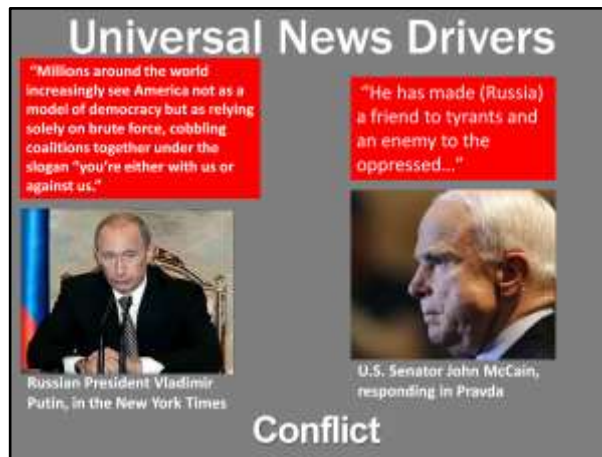 Universal News Drivers
"Millions around the world
increasingly see America not as a
model of democracy but as relying
solely on brute force, cobbling
coalitions together under the
slogan "you're either with us or
against us."
"He has made (Russia)
a friend to tyrants and
an enemy to the
oppressed…"
Russian President Vladimir
Putin, in the New York Times
U.S. Senator John McCain,
responding in Pravda
Conflict